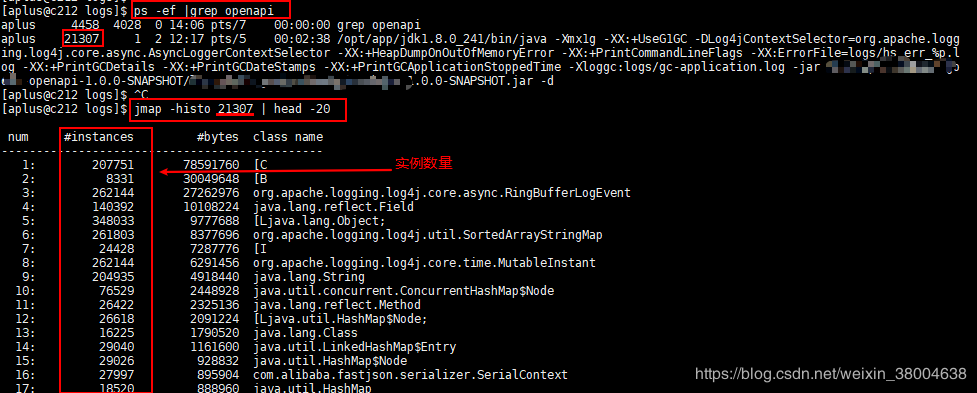 [aplus@c212 logs]$ ps -ef |grep openapi
aplus 4458 4028 0 14:06 pts/7 00:00:00 grep openapi
aplus 21307 1 2 12:17 pts/5 00:02:38 /opt/app/jdk1.8.0_241/bin/java -Xmx1g -XX:+UseG1GC -DLog4jContextSelector=org.apache.logg
ing.log4j.core.async.AsyncLoggerContextSelector -XX:+HeapDumpOnOutOfMemoryError -XX:+PrintCommandLineFlags -XX:ErrorFile=logs/hs_err_%p.l
og -XX:+PrintGCDetails -XX:+PrintGCDateStamps -XX:+PrintGCApplicationStoppedTime -Xloggc:logs/gc-application.log -jar
openapi-1.0.0-SNAPSHOT/ .0.0-SNAPSHOT.jar -d
[aplus@c212 logs]$ ^C
[aplus@c212 logs]$ jmap -histo 21307 | head -20
num #instances #bytes class name
----------------------------------------------
1: 207751 78591760 [C
实例数量
2: 8331 30049648 [B
3: 262144 27262976 org.apache.logging.log4j.core.async.RingBufferLogEvent
4: 140392 10108224 java.lang.reflect.Field
5: 348033 9777688 [Ljava.lang.Object;
6: 261803 8377696 org.apache.logging.log4j.util.SortedArrayStringMap
7: 24428 7287776 [I
8: 262144 6291456 org.apache.logging.log4j.core.time.MutableInstant
9: 204935 4918440 java.lang.String
10: 76529 2448928 java.util.concurrent.ConcurrentHashMap$Node
11: 26422 2325136 java.lang.reflect.Method
12: 26618 2091224 [Ljava.util.HashMap$Node;
13: 16225 1790520 java.lang.Class
14: 29040 1161600 java.util.LinkedHashMap$Entry
15: 29026 928832 java.util.HashMap$Node
16: 27997 895904 com.alibaba.fastjson.serializer.SerialContext
17: 18520 888960 java.util.HashMap
https://blog.csdn.net/weixin_38004638